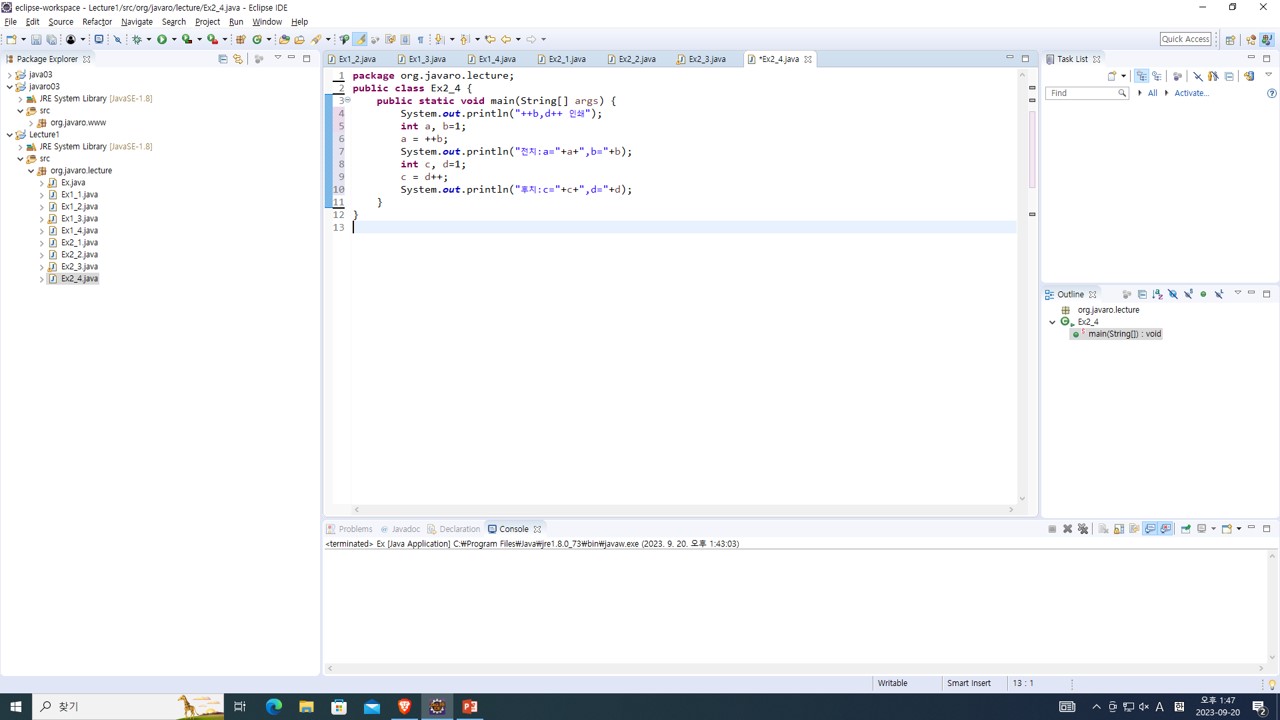 eclipse-workspace - Lecture1/src/org/javaro/lecture/Ex2_4.java - Eclipse IDE
File Edit Source Refactor Navigate Search Project Run Window Help
Quick Access
Package Explorer
java03
javaro03
JRE System Library [JavaSE-1.8]
src
org.javaro.www
Lecture1
JRE System Library [JavaSE-1.8]
src
org.javaro.lecture
Ex.java
Ex1_1.java
Ex1_2.java
Ex1_3.java
Ex1_4.java
Ex2_1.java
Ex2_2.java
Ex2_3.java
Ex2_4.java
Ex1_2.java Ex1_3.java Ex1_4.java Ex2_1.java Ex2_2.java Ex2_3.java *Ex2_4.java
1 package org.javaro.lecture;
2 public class Ex2_4 {
3 public static void main(String[] args) {
4 System.out.println("++b,d++ 인쇄");
5 int a, b=1;
6 a = ++b;
7 System.out.println("전치:a="+a+",b="+b);
8 int c, d=1;
9 c = d++;
10 System.out.println("후치:c="+c+",d="+d);
11 }
12 }
13
Task List
Find All Activate...
Outline
org.javaro.lecture
Ex2_4
main(String[]) : void
Problems Javadoc Declaration Console
<terminated> Ex [Java Application] C:₩Program Files₩Java₩jre1.8.0_73₩bin₩javaw.exe (2023. 9. 20. 오후 1:43:03)
Writable Smart Insert 13 : 1
찾기
A 漢
오후 1:47
2023-09-20
2